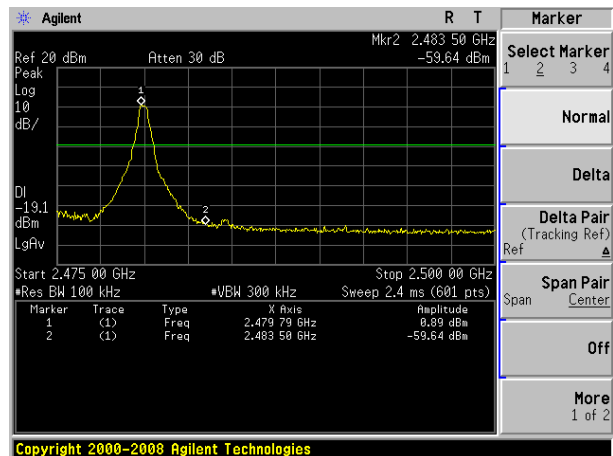 Agilent R T Marker
Mkr2 2.483 50 GHz
Ref 20 dBm Atten 30 dB -59.64 dBm
Peak
Log
10
dB/
DI
-19.1
dBm
LgAv
1
2
Start 2.475 00 GHz Stop 2.500 00 GHz
#Res BW 100 kHz #VBW 300 kHz Sweep 2.4 ms (601 pts)
Marker Trace Type X Axis Amplitude
1 (1) Freq 2.479 79 GHz 0.89 dBm
2 (1) Freq 2.483 50 GHz -59.64 dBm
Select Marker
1 2 3 4
Normal
Delta
Delta Pair
(Tracking Ref)
Ref Δ
Span Pair
Span Center
Off
More
1 of 2
Copyright 2000-2008 Agilent Technologies